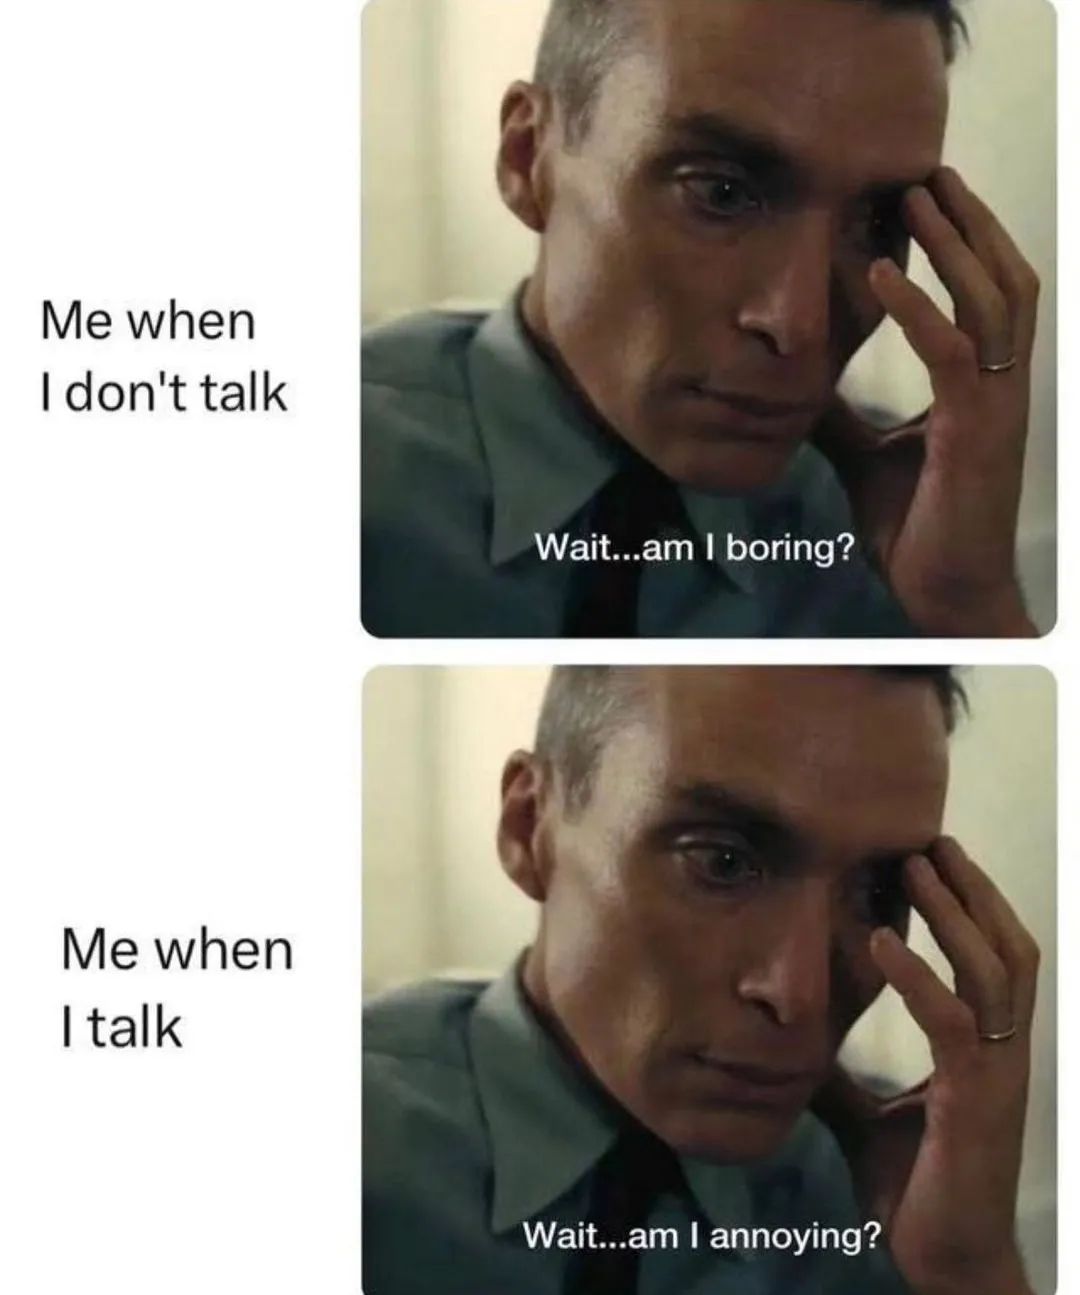 Me when
I don't talk
Wait...am I boring?
Me when
I talk
Wait...am I annoying?